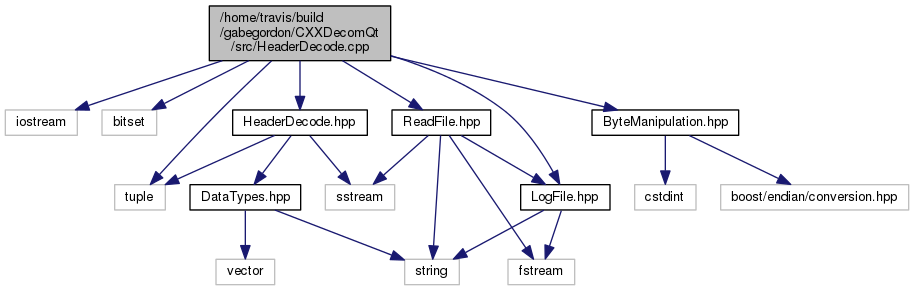 /home/travis/build
/gabegordon/CXXDecomQt
/src/HeaderDecode.cpp
iostream
bitset
HeaderDecode.hpp
ReadFile.hpp
ByteManipulation.hpp
tuple
DataTypes.hpp
sstream
LogFile.hpp
cstdint
boost/endian/conversion.hpp
vector
string
fstream